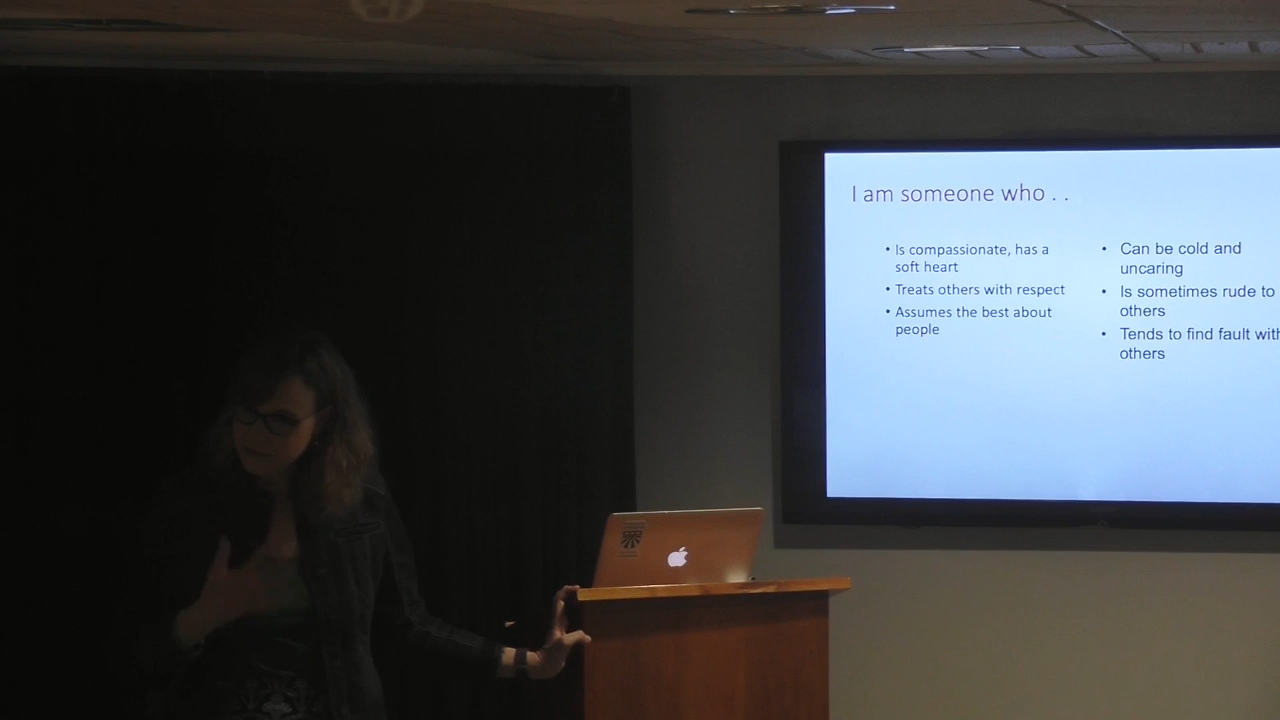 I am someone who . .
• Is compassionate, has a
soft heart
• Treats others with respect
• Assumes the best about
people
• Can be cold and
uncaring
• Is sometimes rude to
others
• Tends to find fault with
others